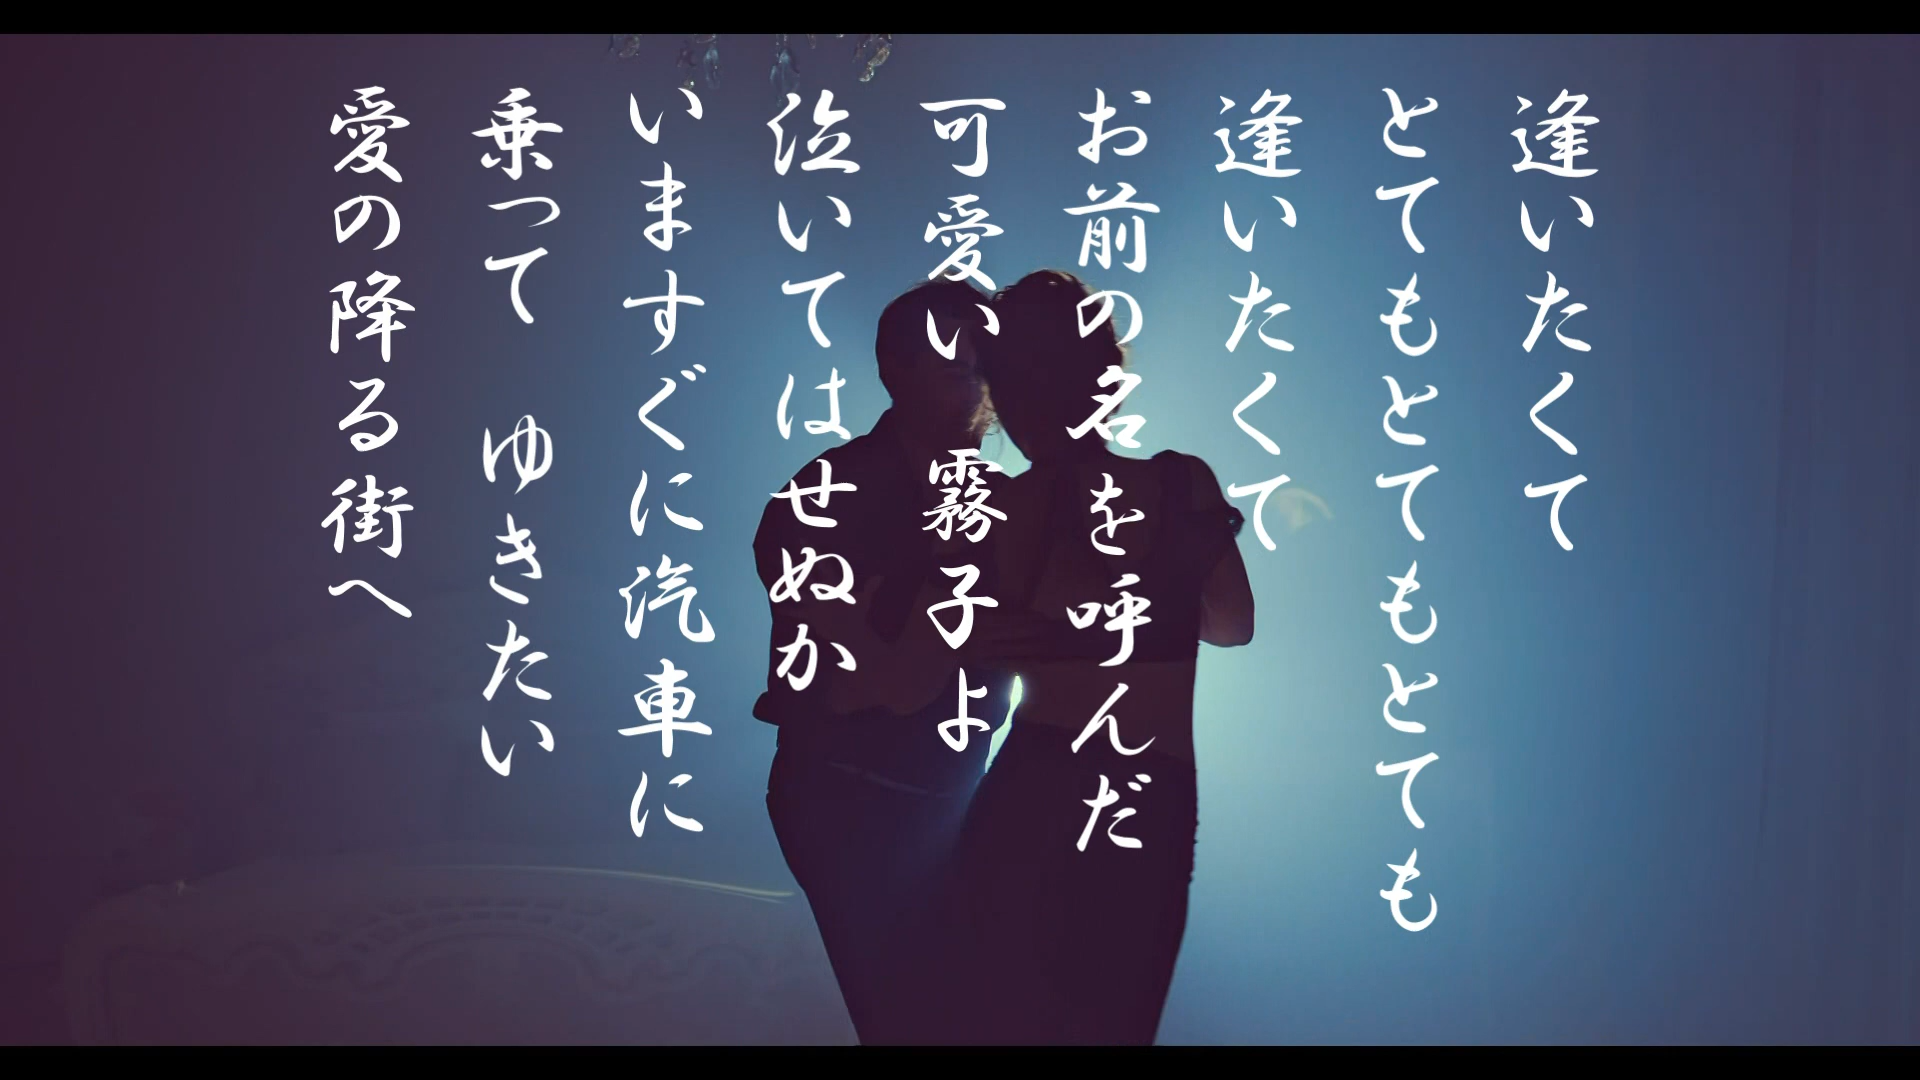 逢いたくて
とてもとてもとても
逢いたくて
お前の名を呼んだ
可愛い 霧子よ
泣いてはせぬか
いますぐに汽車に
乗って ゆきたい
愛の降る街へ